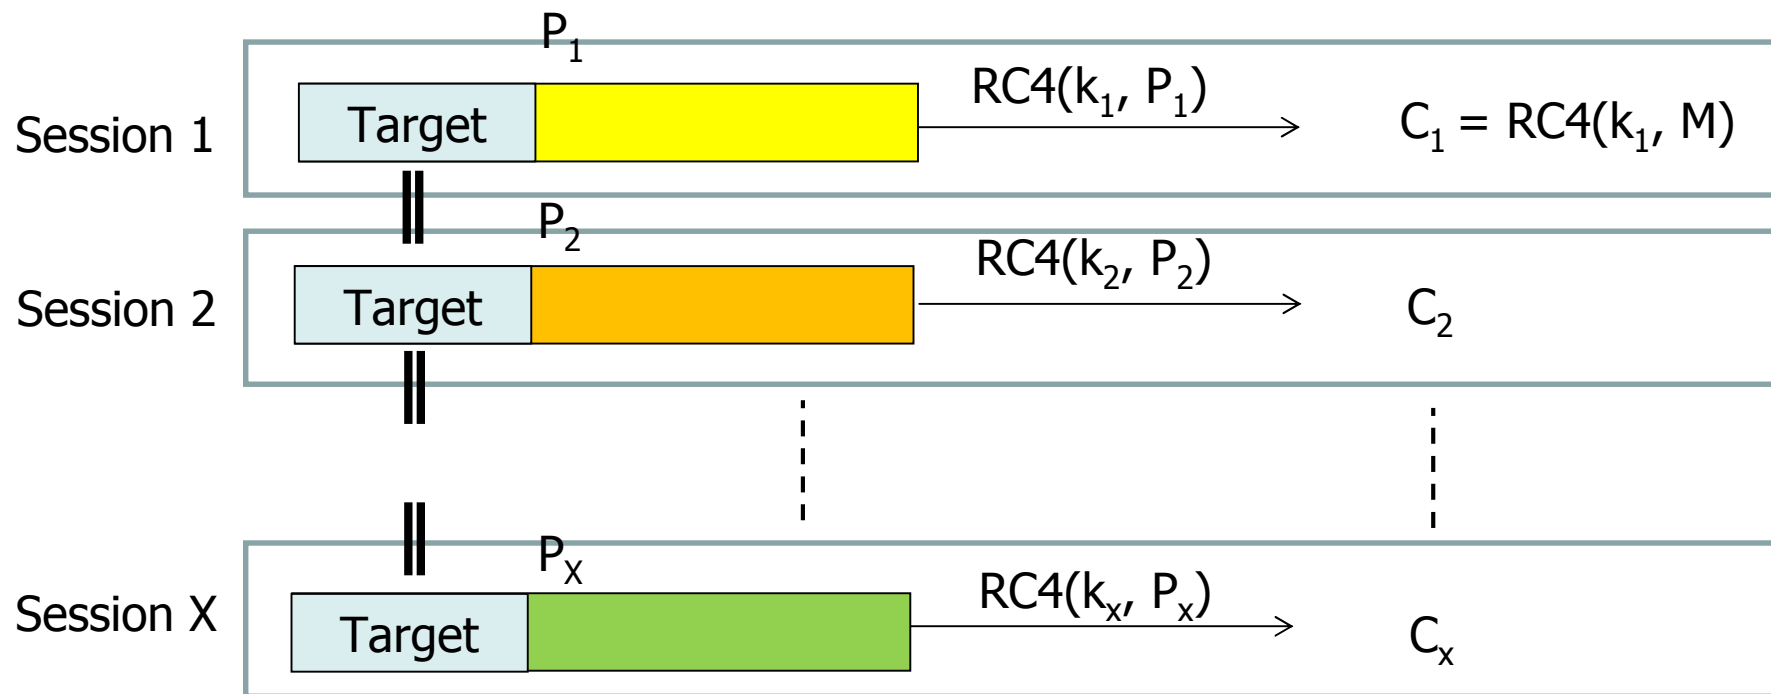 P₁
Session 1 Target RC4(k₁, P₁) C₁ = RC4(k₁, M)
P₂
Session 2 Target RC4(k₂, P₂) C₂
P_X
Session X Target RC4(kₓ, Pₓ) Cₓ